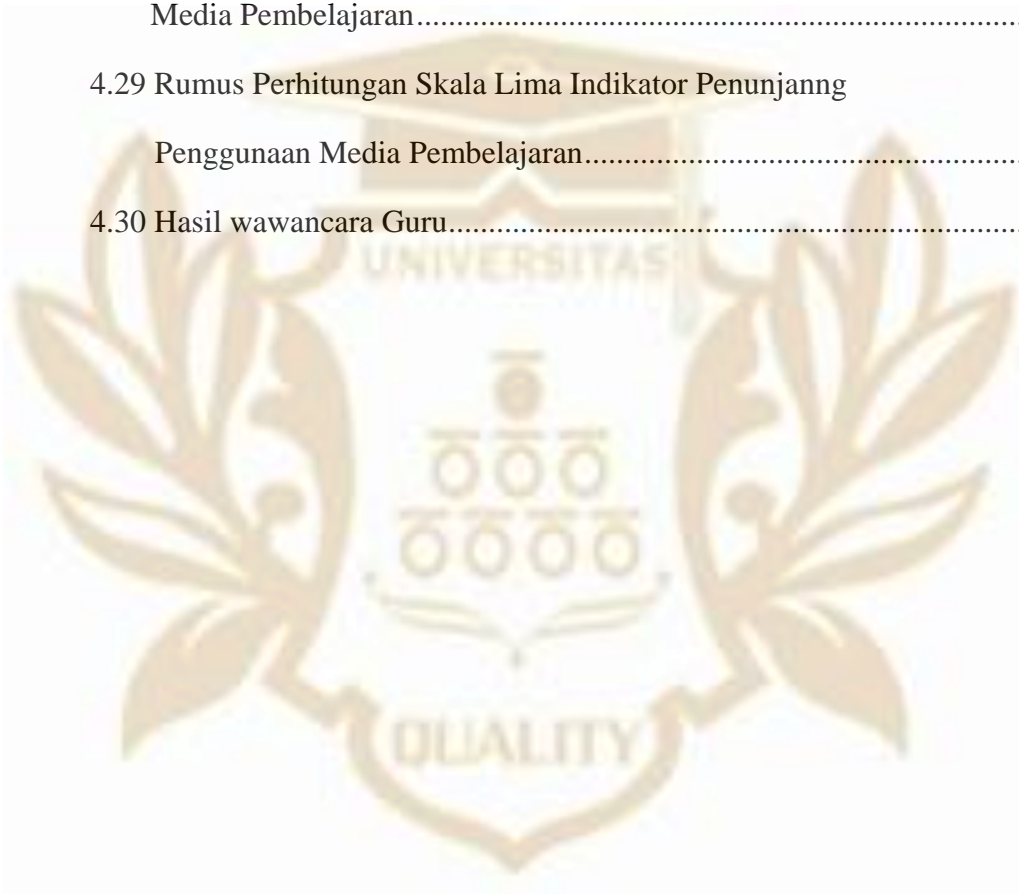 Media Pembelajaran..............................................................................
4.29 Rumus Perhitungan Skala Lima Indikator Penunjanng
Penggunaan Media Pembelajaran.......................................................
4.30 Hasil wawancara Guru.......................................................................
UNIVERSITAS
QUALITY